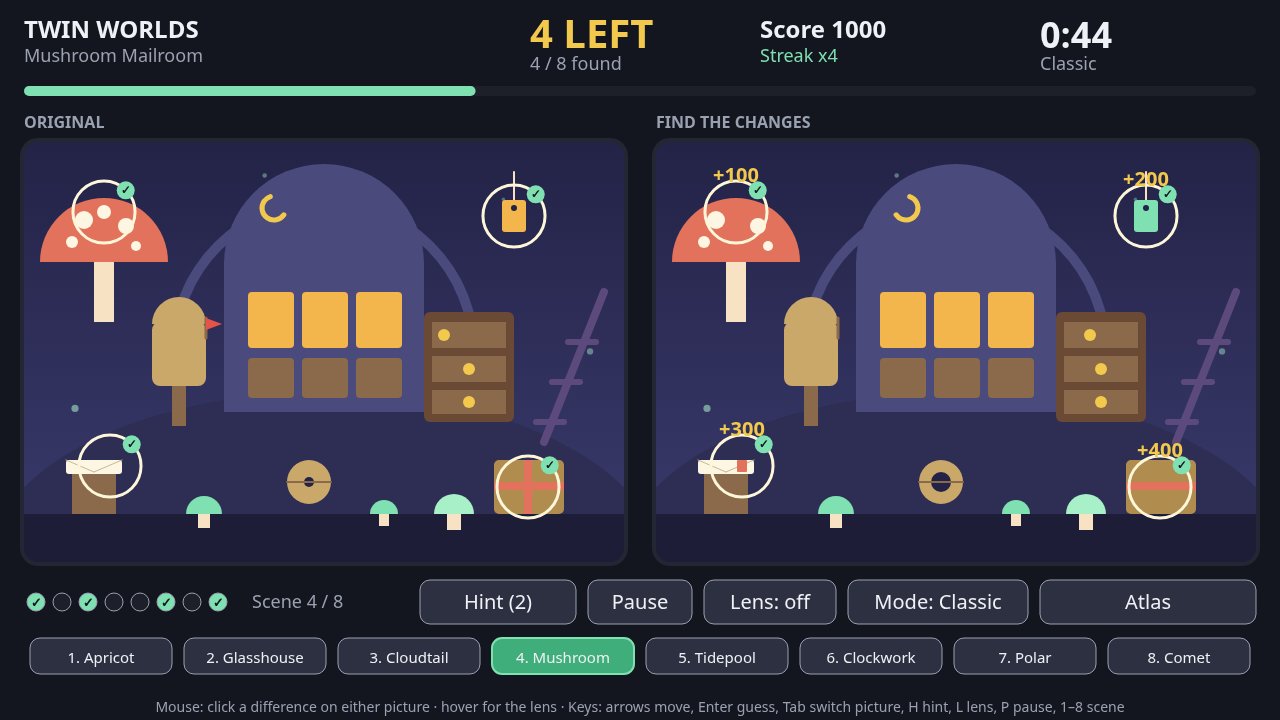 TWIN WORLDS
Mushroom Mailroom
4 LEFT
4 / 8 found
Score 1000
Streak x4
0:44
Classic
ORIGINAL
FIND THE CHANGES
+100
+200
+300
+400
Scene 4 / 8
Hint (2)
Pause
Lens: off
Mode: Classic
Atlas
1. Apricot
2. Glasshouse
3. Cloudtail
4. Mushroom
5. Tidepool
6. Clockwork
7. Polar
8. Comet
Mouse: click a difference on either picture · hover for the lens · Keys: arrows move, Enter guess, Tab switch picture, H hint, L lens, P pause, 1–8 scene